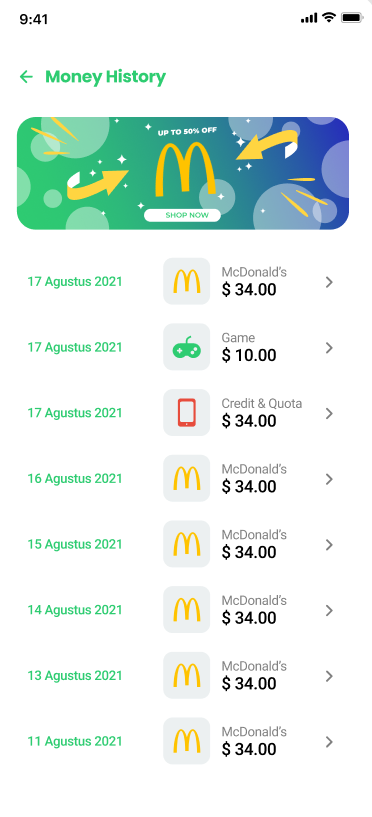 9:41
Money History
UP TO 50% OFF
SHOP NOW
17 Agustus 2021
McDonald's
$ 34.00
17 Agustus 2021
Game
$ 10.00
17 Agustus 2021
Credit & Quota
$ 34.00
16 Agustus 2021
McDonald's
$ 34.00
15 Agustus 2021
McDonald's
$ 34.00
14 Agustus 2021
McDonald's
$ 34.00
13 Agustus 2021
McDonald's
$ 34.00
11 Agustus 2021
McDonald's
$ 34.00